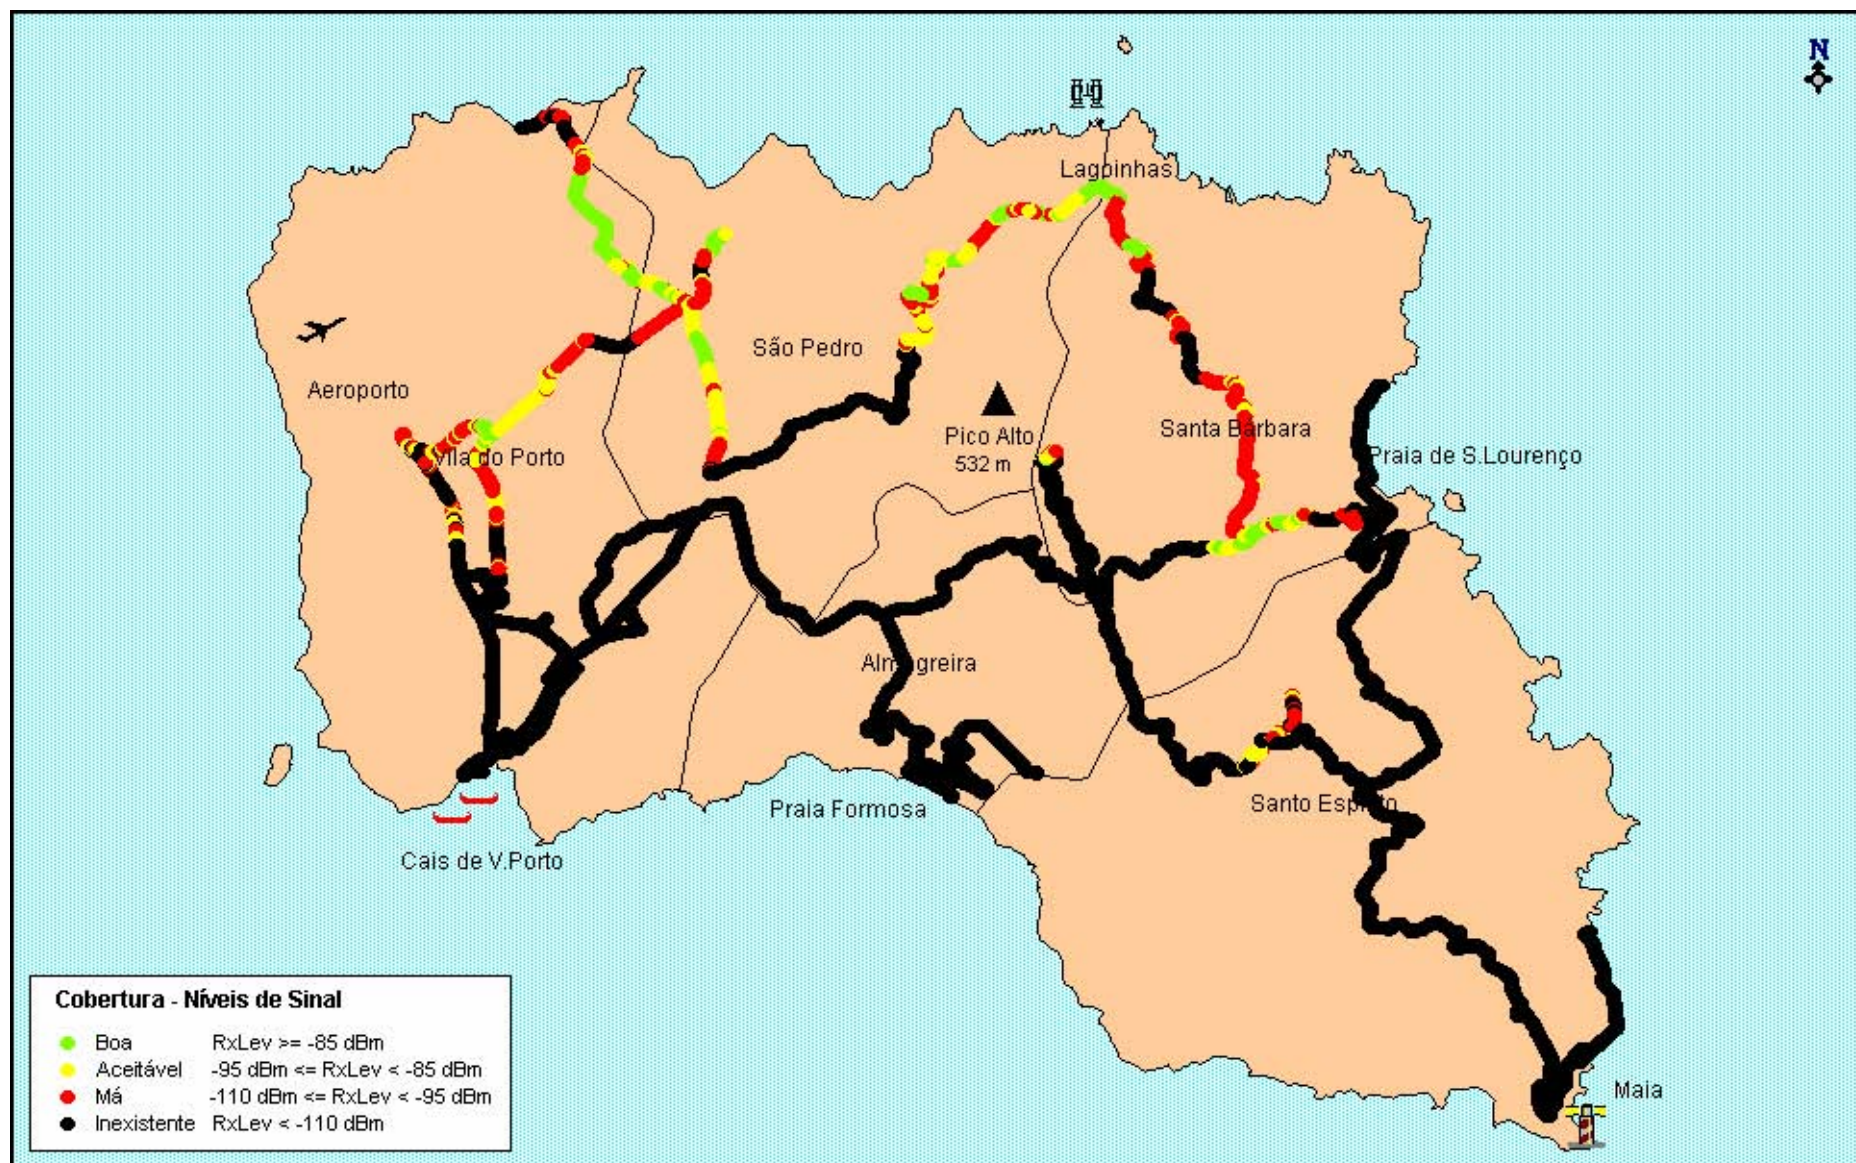 N
Lagoinhas
São Pedro
Aeroporto
Pico Alto
532 m
Santa Bárbara
Vila do Porto
Praia de S.Lourenço
Almagreira
Praia Formosa
Santo Espírito
Cais de V.Porto
Maia
Cobertura - Níveis de Sinal
Boa RxLev >= -85 dBm
Aceitável -95 dBm <= RxLev < -85 dBm
Má -110 dBm <= RxLev < -95 dBm
Inexistente RxLev < -110 dBm